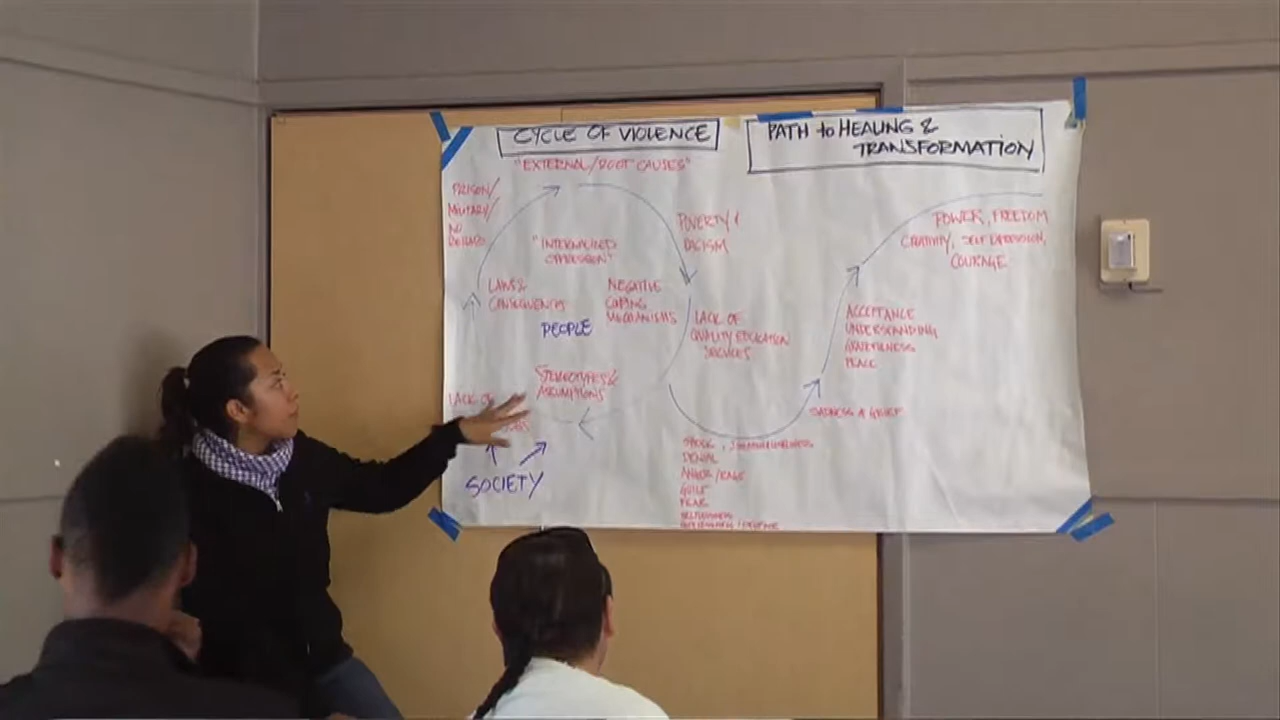 CYCLE OF VIOLENCE
"EXTERNAL/ROOT CAUSES"
PRISON/
MILITARY/
NO
"INTERNALIZED
OPPRESSION"
POVERTY &
RACISM
LAWS &
CONSEQUENCES
NEGATIVE
COPING
MECHANISMS
PEOPLE
LACK OF
QUALITY EDUCATION
SERVICES
STEREOTYPES &
ASSUMPTIONS
LACK OF
SOCIETY
PATH to HEALING &
TRANSFORMATION
POWER, FREEDOM
CREATIVITY, SELF EXPRESSION,
COURAGE
ACCEPTANCE
UNDERSTANDING
PEACE
SADNESS & GRIEF
SHOCK,
DENIAL
ANGER/RAGE
GUILT
FEAR